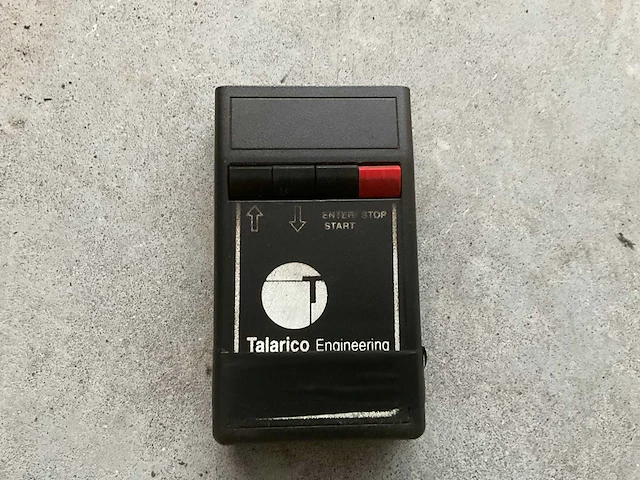 ENTER STOP
START
T
Talarico Engineering